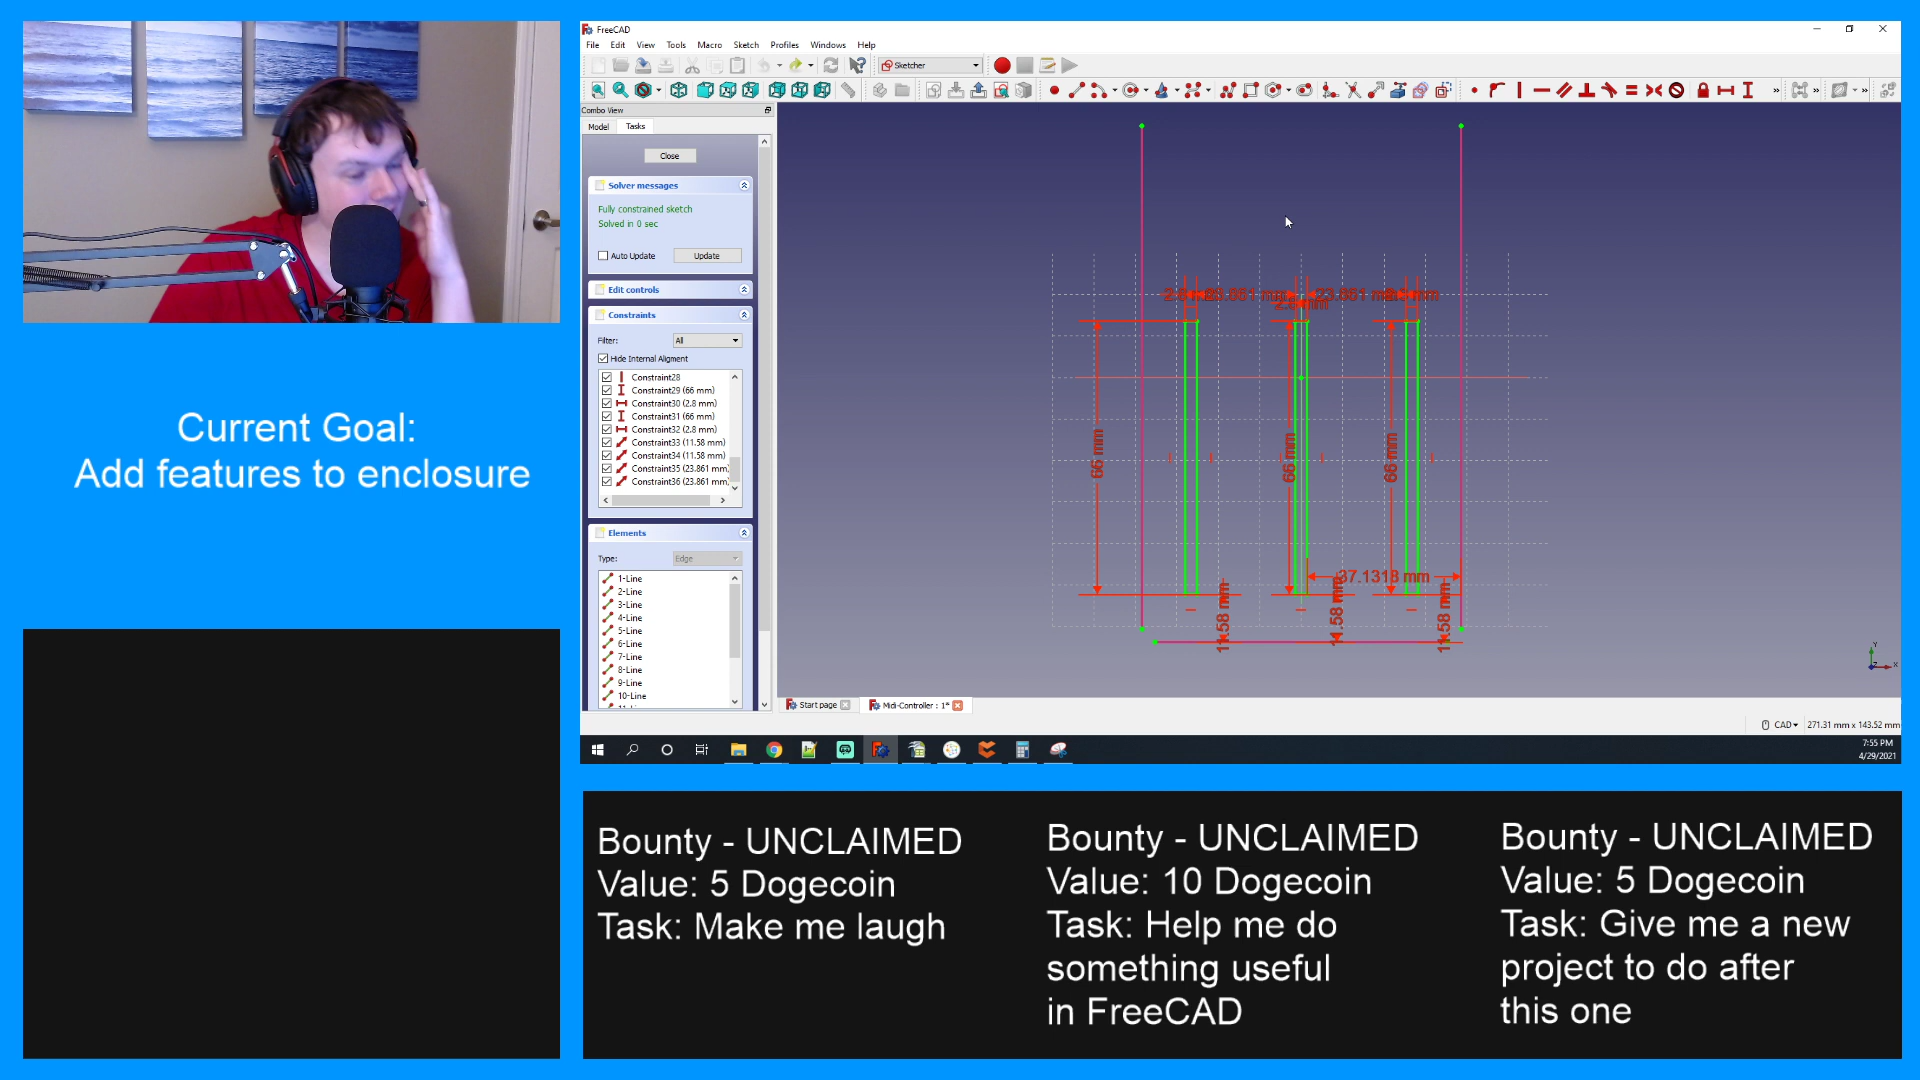 FreeCAD
File Edit View Tools Macro Sketch Profiles Windows Help
Sketcher
Combo View
Model Tasks
Close
Solver messages
Fully constrained sketch
Solved in 0 sec
Auto Update Update
Edit controls
Constraints
Filter: All
Hide Internal Aligment
Constraint28
Constraint29 (66 mm)
Constraint30 (2.8 mm)
Constraint31 (66 mm)
Constraint32 (2.8 mm)
Constraint33 (11.58 mm)
Constraint34 (11.58 mm)
Constraint35 (23.861 mm
Constraint36 (23.861 mm
Elements
Type: Edge
1-Line
2-Line
3-Line
4-Line
5-Line
6-Line
7-Line
8-Line
9-Line
10-Line
66 mm
66 mm
66 mm
37.1318 mm
11.58 mm
11.58 mm
Start page
Midi-Controller : 1*
CAD 271.31 mm x 143.52 mm
7:55 PM
4/29/2021
Current Goal:
Add features to enclosure
Bounty - UNCLAIMED
Value: 5 Dogecoin
Task: Make me laugh
Bounty - UNCLAIMED
Value: 10 Dogecoin
Task: Help me do
something useful
in FreeCAD
Bounty - UNCLAIMED
Value: 5 Dogecoin
Task: Give me a new
project to do after
this one